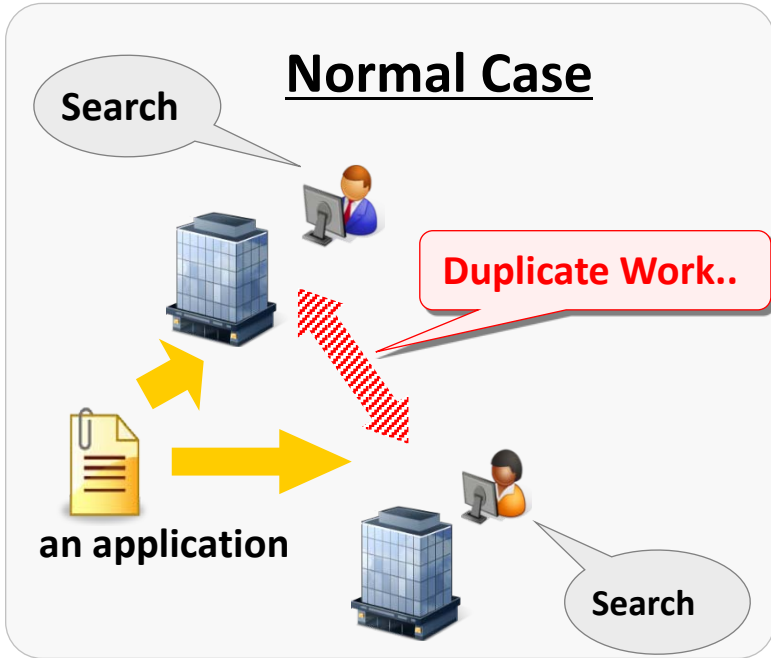 Normal Case
Search
Duplicate Work..
an application
Search